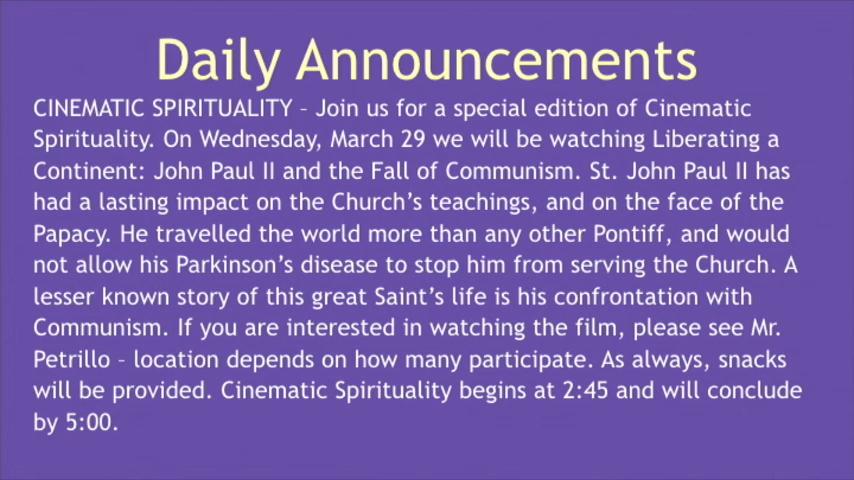 Daily Announcements
CINEMATIC SPIRITUALITY – Join us for a special edition of Cinematic
Spirituality. On Wednesday, March 29 we will be watching Liberating a
Continent: John Paul II and the Fall of Communism. St. John Paul II has
had a lasting impact on the Church’s teachings, and on the face of the
Papacy. He travelled the world more than any other Pontiff, and would
not allow his Parkinson’s disease to stop him from serving the Church. A
lesser known story of this great Saint’s life is his confrontation with
Communism. If you are interested in watching the film, please see Mr.
Petrillo – location depends on how many participate. As always, snacks
will be provided. Cinematic Spirituality begins at 2:45 and will conclude
by 5:00.